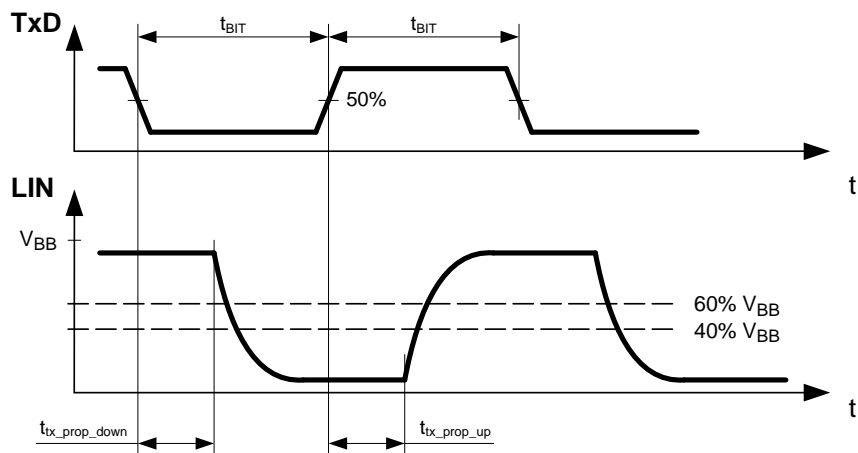 TxD
tBIT tBIT
50%
t
LIN
VBB
60% VBB
40% VBB
t
ttx_prop_down
ttx_prop_up